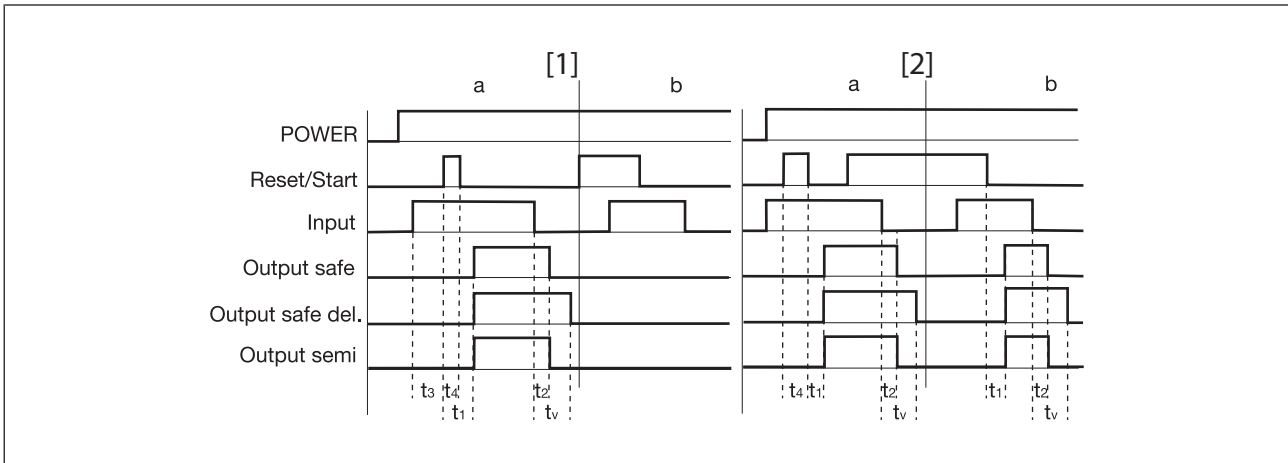 [1] [2]
a b a b
POWER
Reset/Start
Input
Output safe
Output safe del.
Output semi
t3 t4 t2 t4 t1 t2 t1 t2
t1 tv tv tv